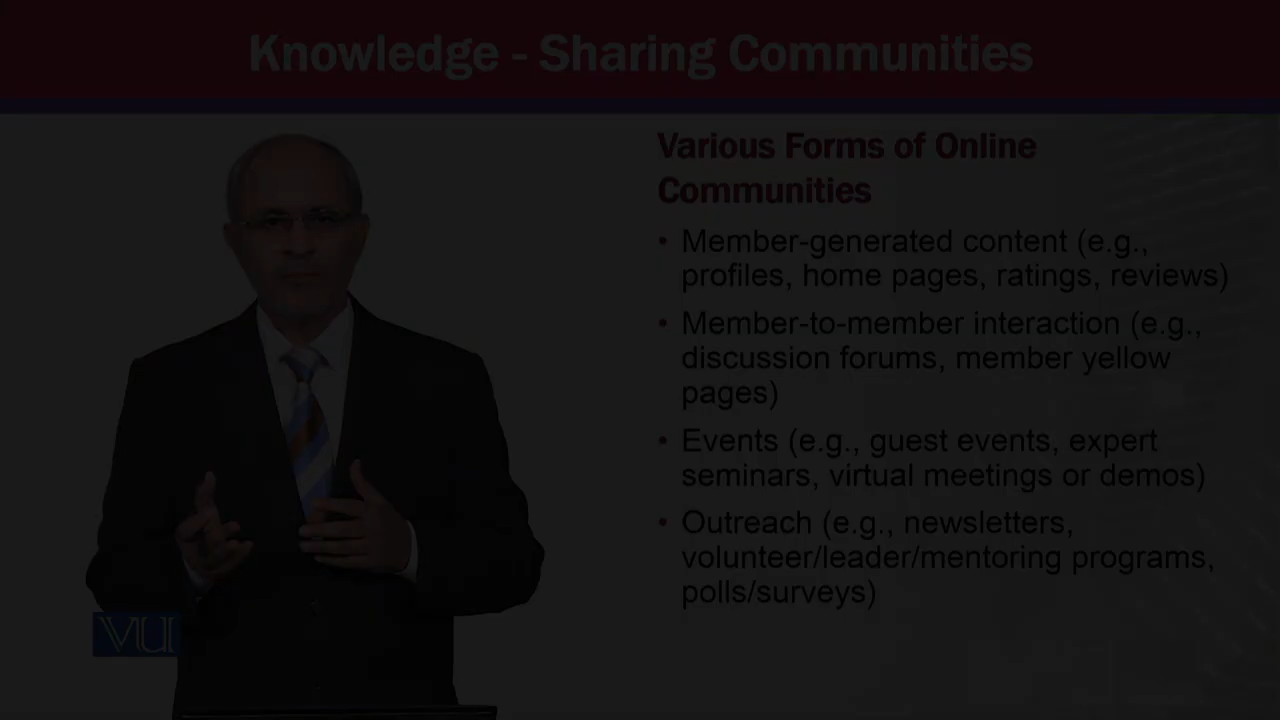 Knowledge - Sharing Communities
Various Forms of Online
Communities
• Member-generated content (e.g.,
profiles, home pages, ratings, reviews)
• Member-to-member interaction (e.g.,
discussion forums, member yellow
pages)
• Events (e.g., guest events, expert
seminars, virtual meetings or demos)
• Outreach (e.g., newsletters,
volunteer/leader/mentoring programs,
polls/surveys)
VU